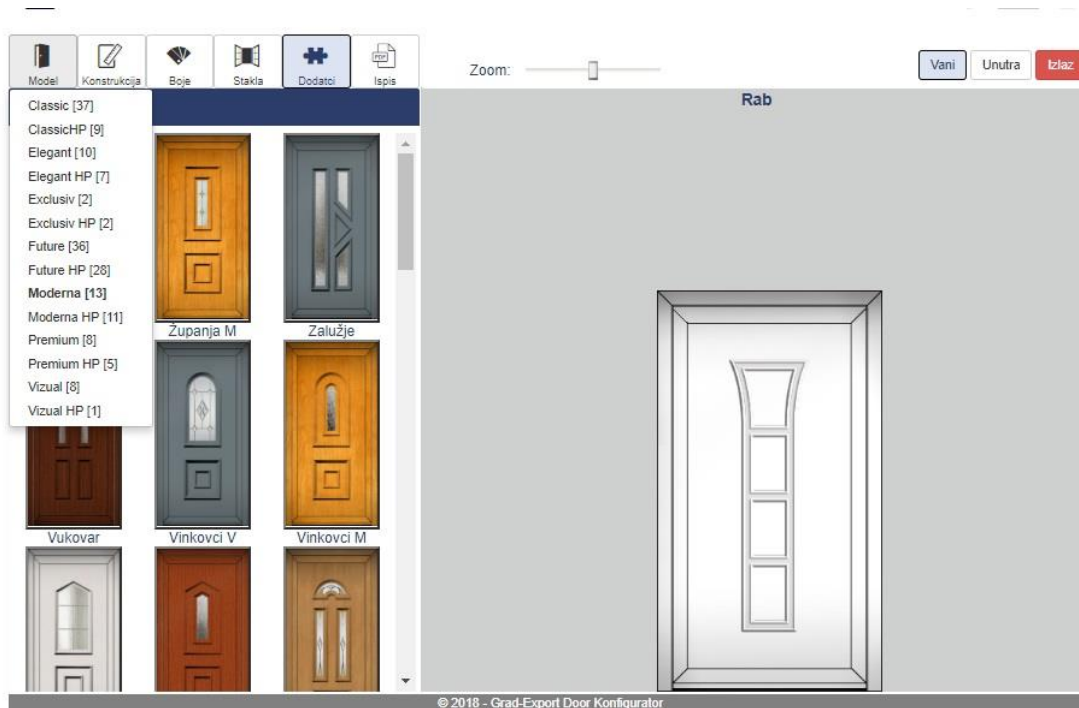 Model Konstrukcija Boje Stakla Dodatci PDF Ispis
Zoom:
Vani Unutra Izlaz
Rab
Classic [37]
ClassicHP [9]
Elegant [10]
Elegant HP [7]
Exclusiv [2]
Exclusiv HP [2]
Future [36]
Future HP [28]
Moderna [13]
Moderna HP [11]
Premium [8]
Premium HP [5]
Vizual [8]
Vizual HP [1]
Županja M Zalužje
Vukovar Vinkovci V Vinkovci M
© 2018 - Grad-Export Door Konfigurator